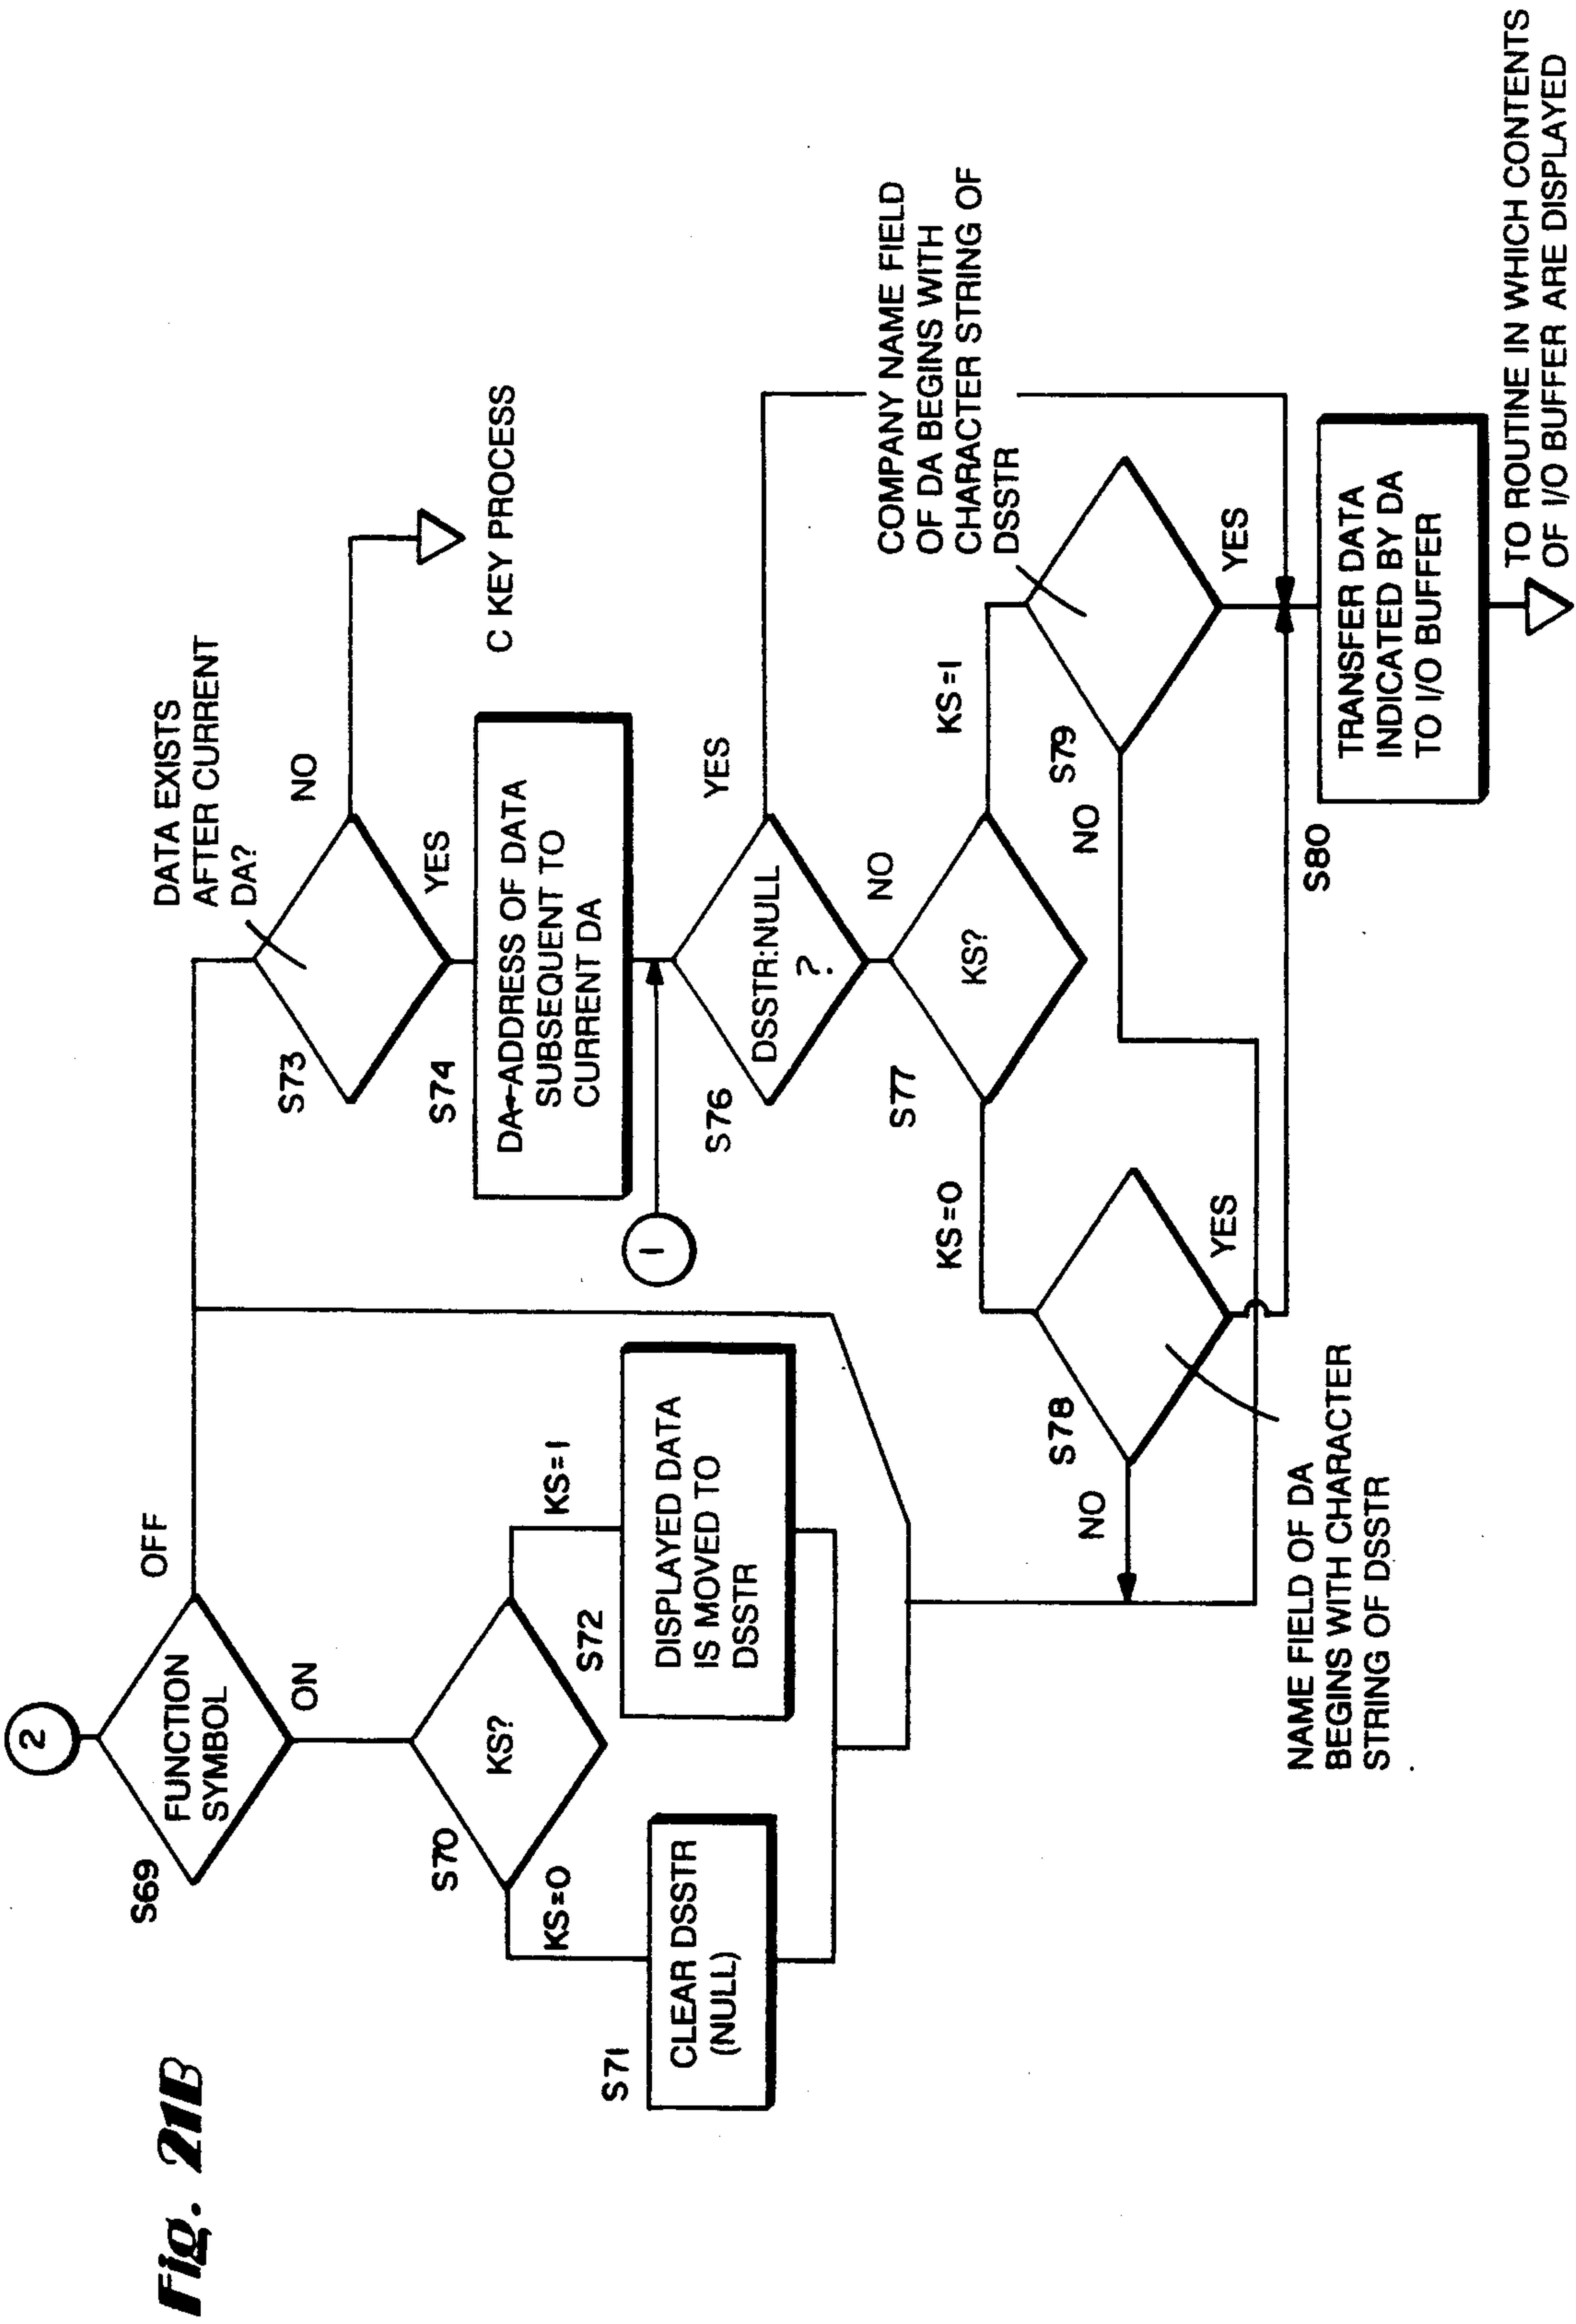 Fig. 21B
2
S69
FUNCTION
SYMBOL
OFF
ON
S70
KS?
KS=0
KS=1
S71
CLEAR DSSTR
(NULL)
S72
DISPLAYED DATA
IS MOVED TO
DSSTR
DATA EXISTS
AFTER CURRENT
DA?
S73
NO
YES
C KEY PROCESS
S74
DA←ADDRESS OF DATA
SUBSEQUENT TO
CURRENT DA
1
S76
DSSTR:NULL
?
YES
NO
S77
KS?
KS=0
KS=1
COMPANY NAME FIELD
OF DA BEGINS WITH
CHARACTER STRING OF
DSSTR
S78
NO
YES
NAME FIELD OF DA
BEGINS WITH CHARACTER
STRING OF DSSTR
S79
NO
YES
S80
TRANSFER DATA
INDICATED BY DA
TO I/O BUFFER
TO ROUTINE IN WHICH CONTENTS
OF I/O BUFFER ARE DISPLAYED